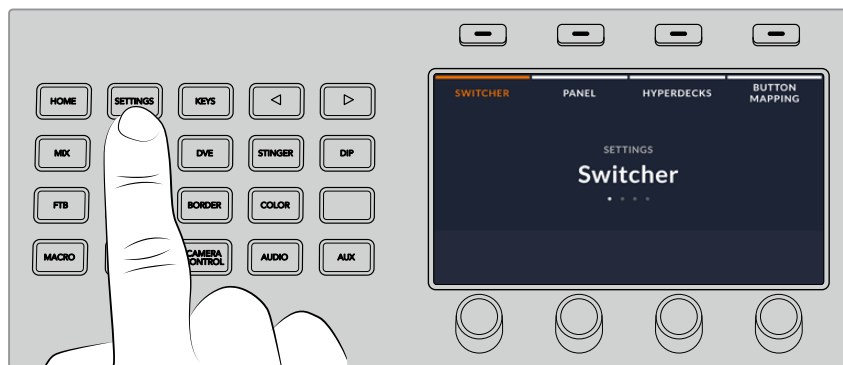 HOME
SETTINGS
KEYS
MIX
DVE
STINGER
DIP
FTB
BORDER
COLOR
MACRO
CAMERA
CONTROL
AUDIO
AUX
SWITCHER
PANEL
HYPERDECKS
BUTTON
MAPPING
SETTINGS
Switcher